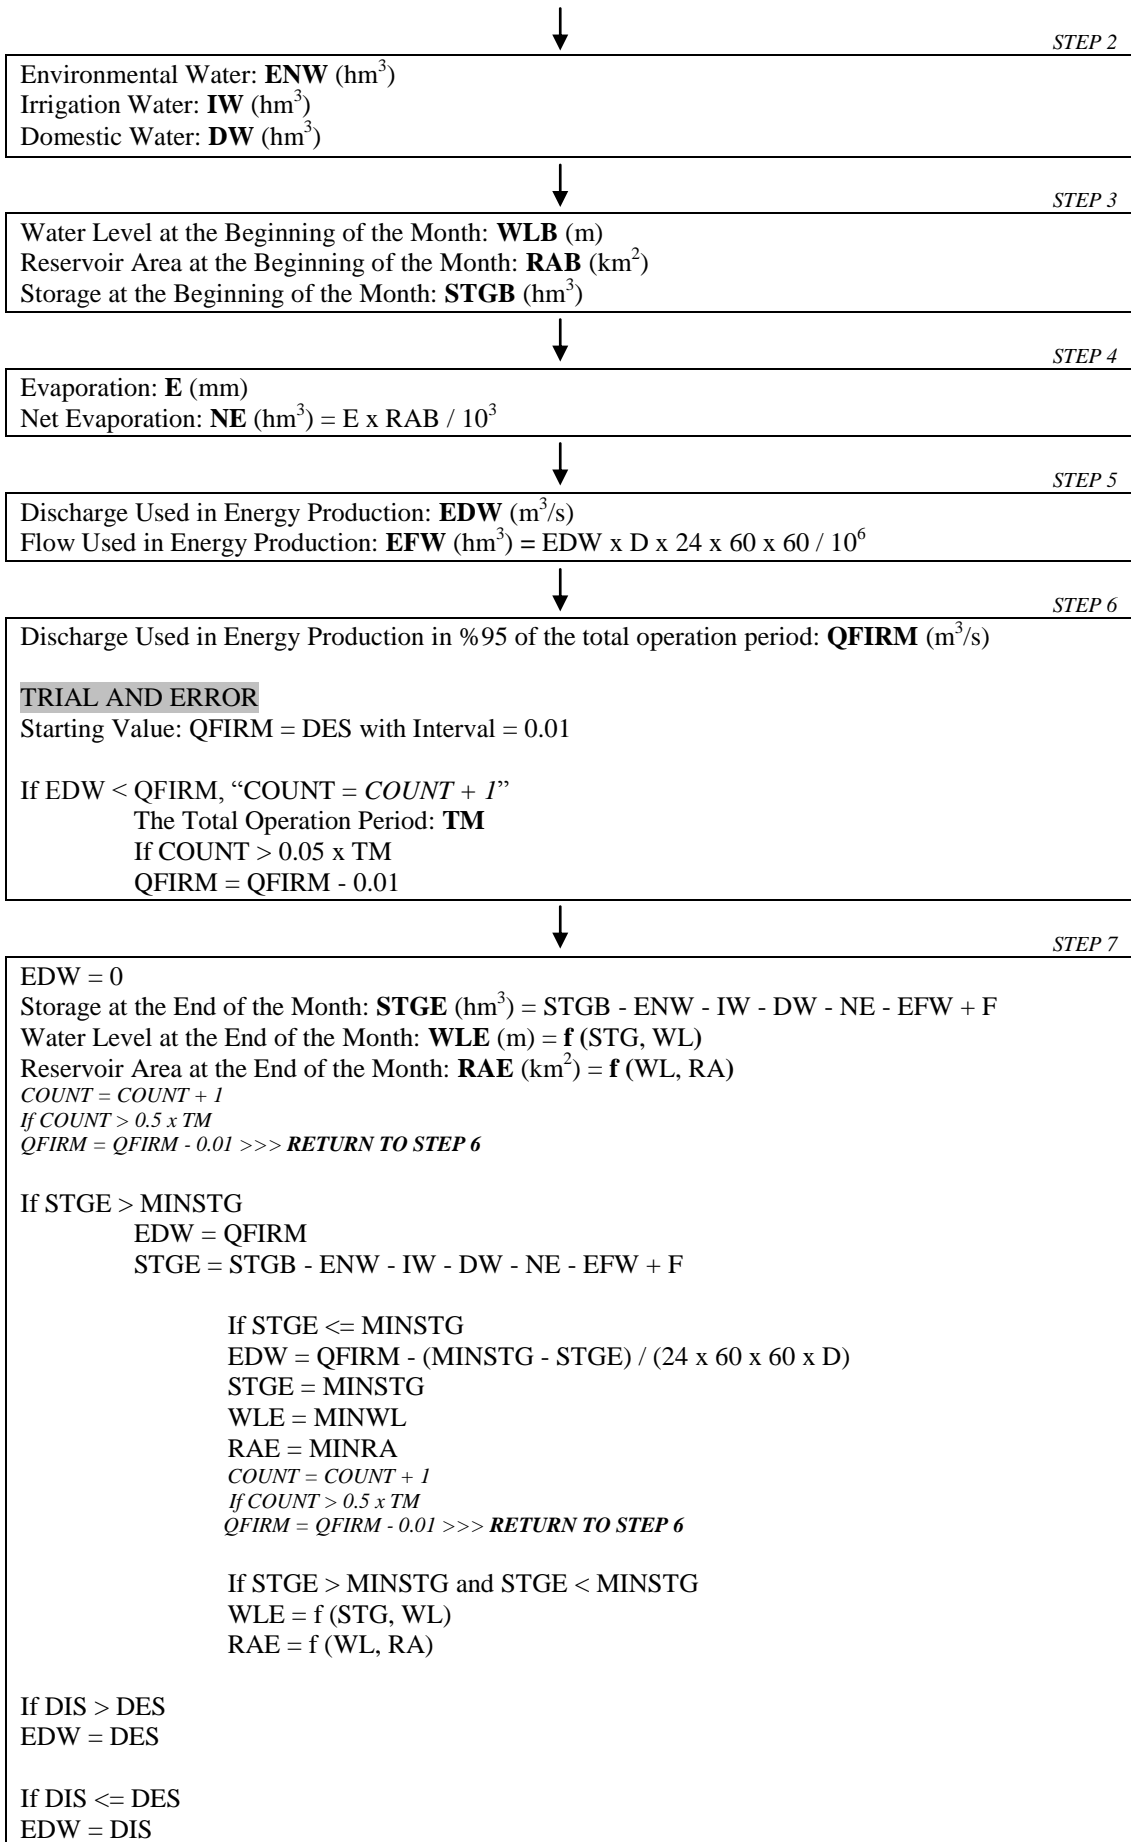 STEP 2
Environmental Water: ENW (hm³)
Irrigation Water: IW (hm³)
Domestic Water: DW (hm³)
STEP 3
Water Level at the Beginning of the Month: WLB (m)
Reservoir Area at the Beginning of the Month: RAB (km²)
Storage at the Beginning of the Month: STGB (hm³)
STEP 4
Evaporation: E (mm)
Net Evaporation: NE (hm³) = E x RAB / 10³
STEP 5
Discharge Used in Energy Production: EDW (m³/s)
Flow Used in Energy Production: EFW (hm³) = EDW x D x 24 x 60 x 60 / 10⁶
STEP 6
Discharge Used in Energy Production in %95 of the total operation period: QFIRM (m³/s)
TRIAL AND ERROR
Starting Value: QFIRM = DES with Interval = 0.01
If EDW < QFIRM, “COUNT = COUNT + 1”
The Total Operation Period: TM
If COUNT > 0.05 x TM
QFIRM = QFIRM - 0.01
STEP 7
EDW = 0
Storage at the End of the Month: STGE (hm³) = STGB - ENW - IW - DW - NE - EFW + F
Water Level at the End of the Month: WLE (m) = f (STG, WL)
Reservoir Area at the End of the Month: RAE (km²) = f (WL, RA)
COUNT = COUNT + 1
If COUNT > 0.5 x TM
QFIRM = QFIRM - 0.01 >>> RETURN TO STEP 6
If STGE > MINSTG
EDW = QFIRM
STGE = STGB - ENW - IW - DW - NE - EFW + F
If STGE <= MINSTG
EDW = QFIRM - (MINSTG - STGE) / (24 x 60 x 60 x D)
STGE = MINSTG
WLE = MINWL
RAE = MINRA
COUNT = COUNT + 1
If COUNT > 0.5 x TM
QFIRM = QFIRM - 0.01 >>> RETURN TO STEP 6
If STGE > MINSTG and STGE < MINSTG
WLE = f (STG, WL)
RAE = f (WL, RA)
If DIS > DES
EDW = DES
If DIS <= DES
EDW = DIS